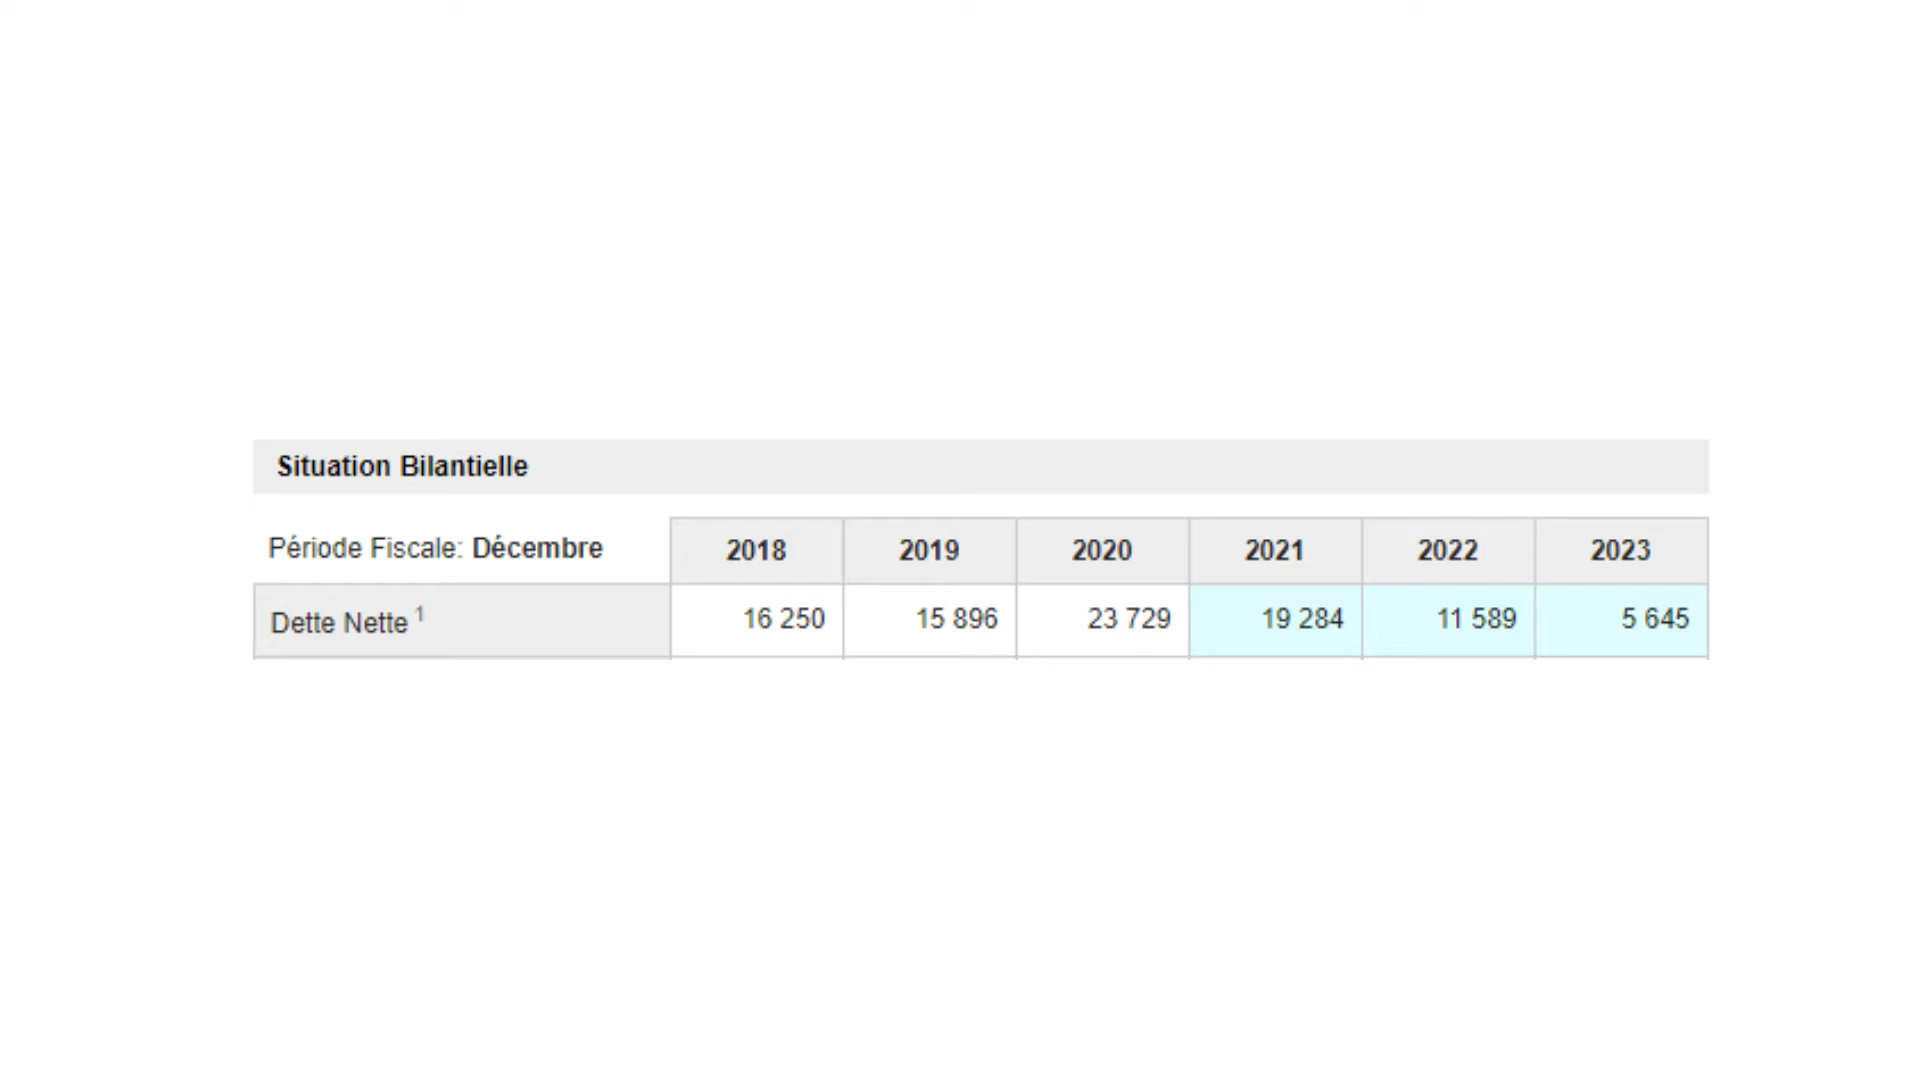 Situation Bilantielle
Période Fiscale: Décembre 2018 2019 2020 2021 2022 2023
Dette Nette 1 16 250 15 896 23 729 19 284 11 589 5 645